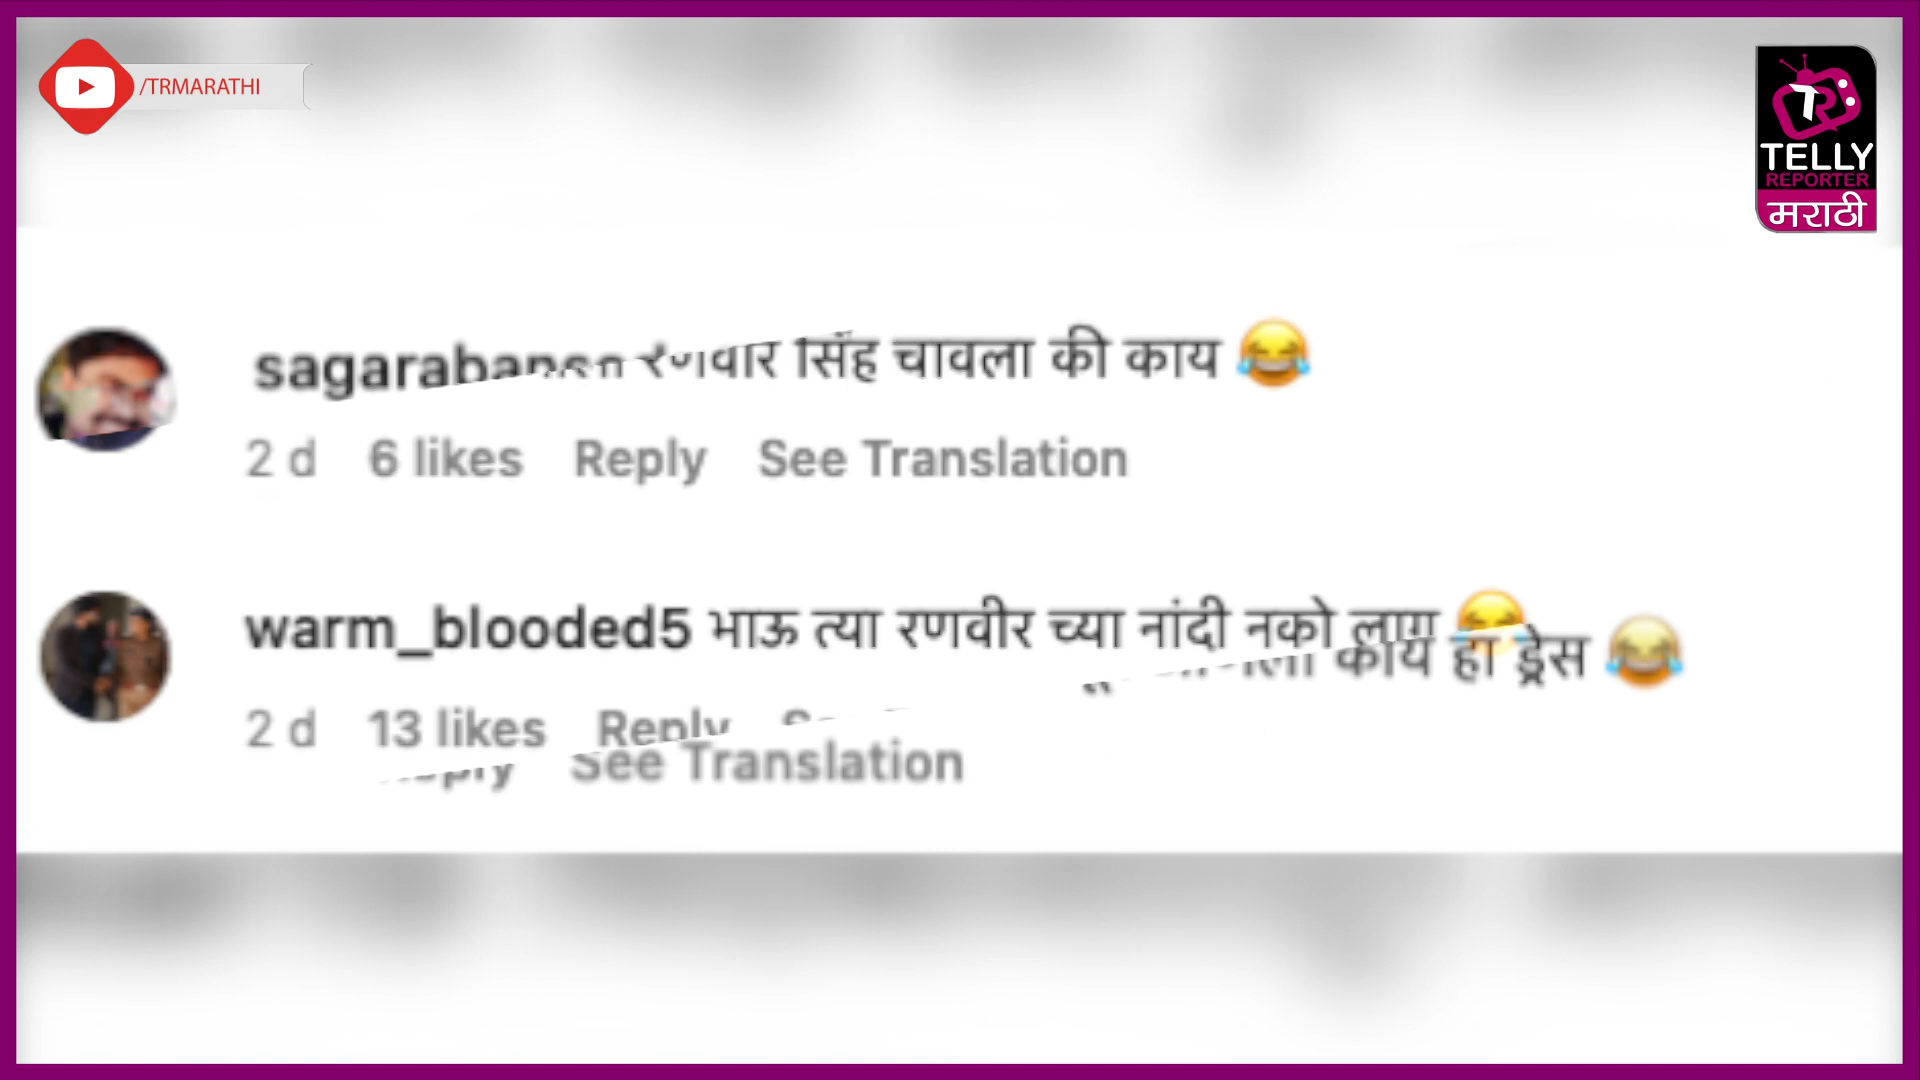 /TRMARATHI
TELLY
REPORTER
मराठी
सिंह चावला की काय 😂
2 d 6 likes Reply See Translation
warm_blooded5 भाऊ त्या रणवीर च्या नांदी नको लाग 😂
काय हा ड्रेस 😂
2 d 13 likes Reply
See Translation